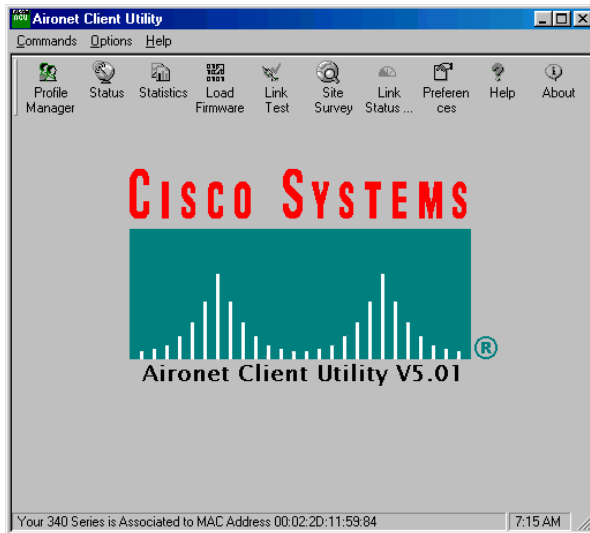 Aironet Client Utility
Commands Options Help
Profile Manager
Status
Statistics
Load Firmware
Link Test
Site Survey
Link Status ...
Preferen ces
Help
About
CISCO SYSTEMS
®
Aironet Client Utility V5.01
Your 340 Series is Associated to MAC Address 00:02:2D:11:59:84
7:15 AM